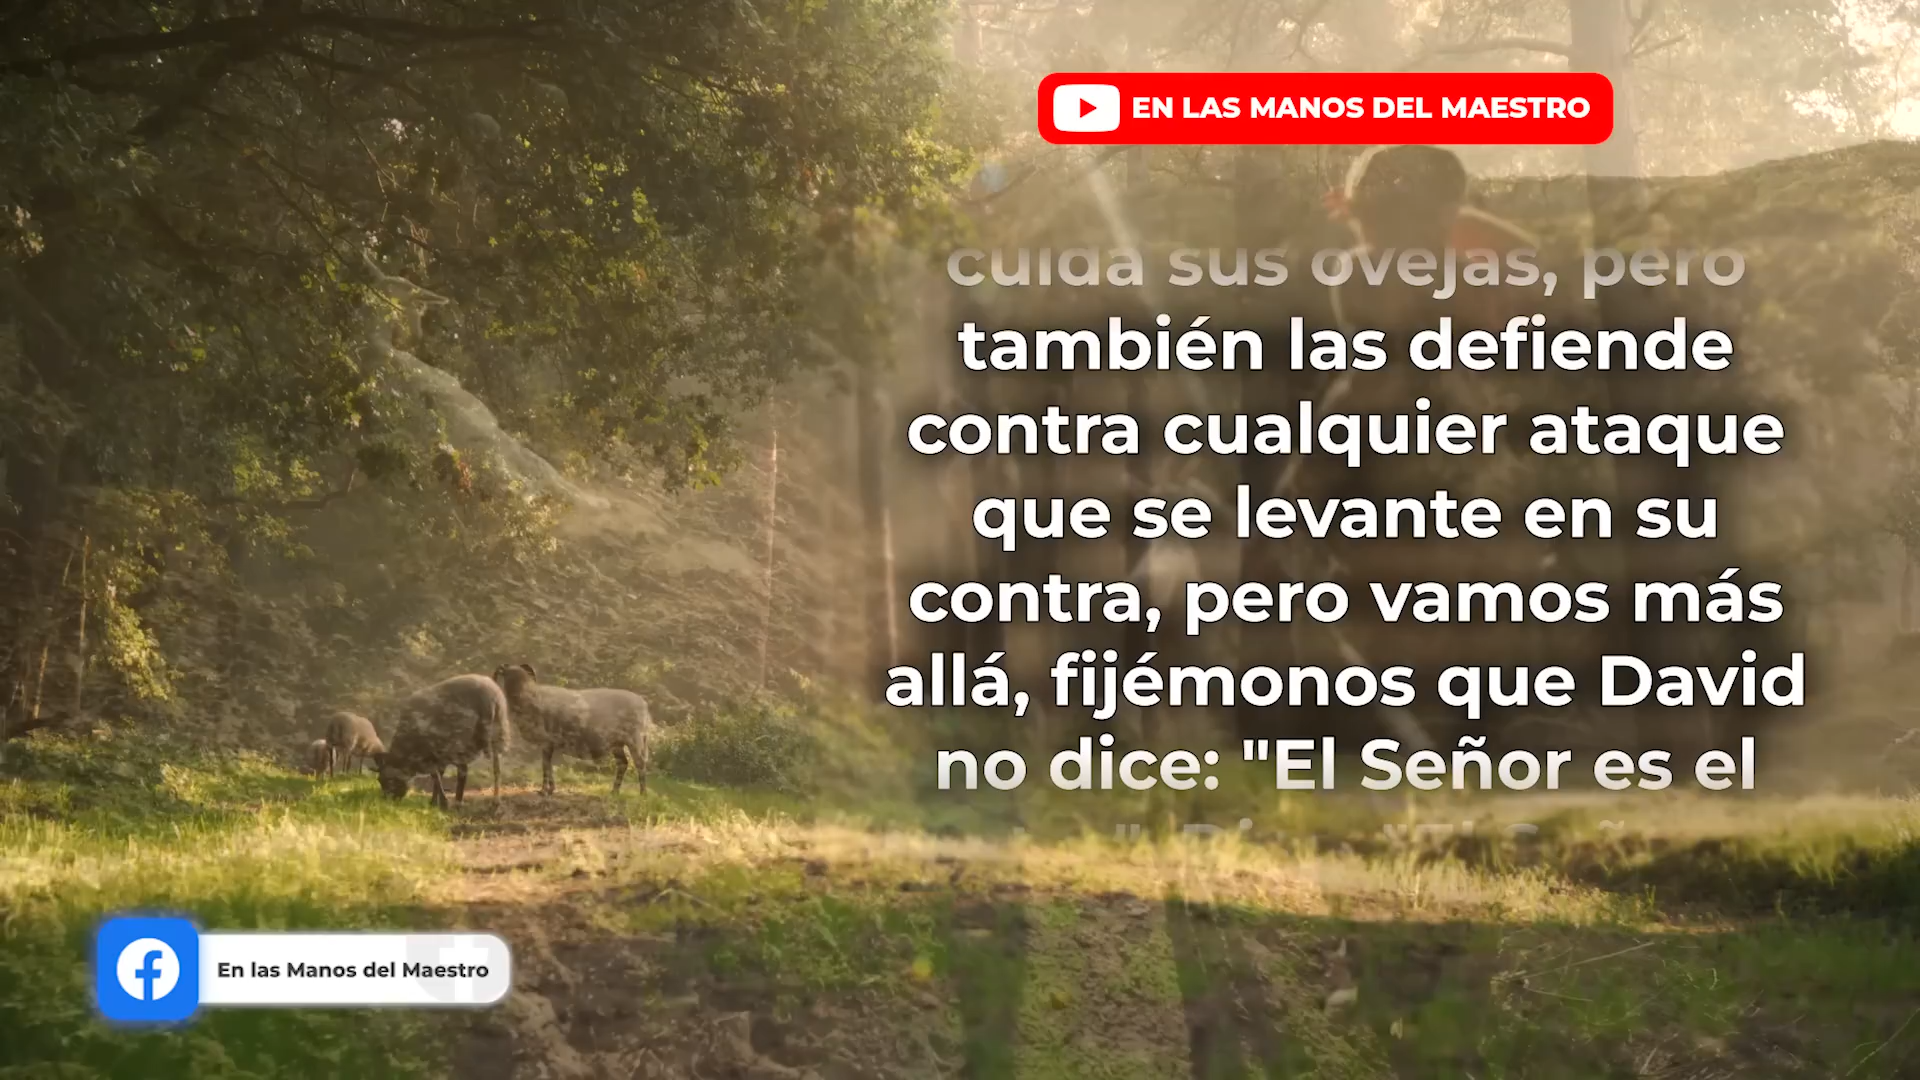 EN LAS MANOS DEL MAESTRO
cuida sus ovejas, pero
también las defiende
contra cualquier ataque
que se levante en su
contra, pero vamos más
allá, fijémonos que David
no dice: "El Señor es el
En las Manos del Maestro